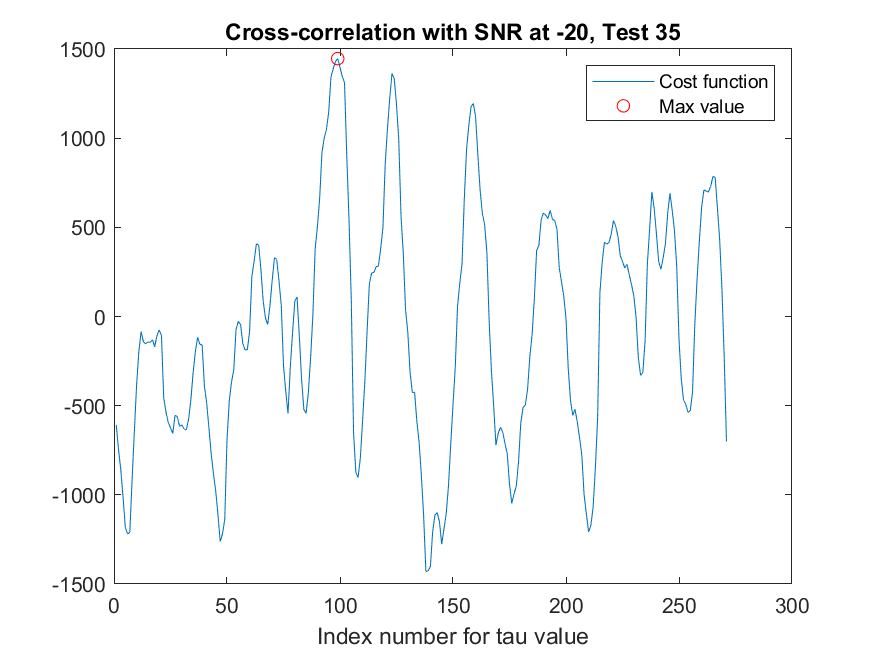 Cross-correlation with SNR at -20, Test 35
1500
1000
500
0
-500
-1000
-1500
Cost function
Max value
0 50 100 150 200 250 300
Index number for tau value